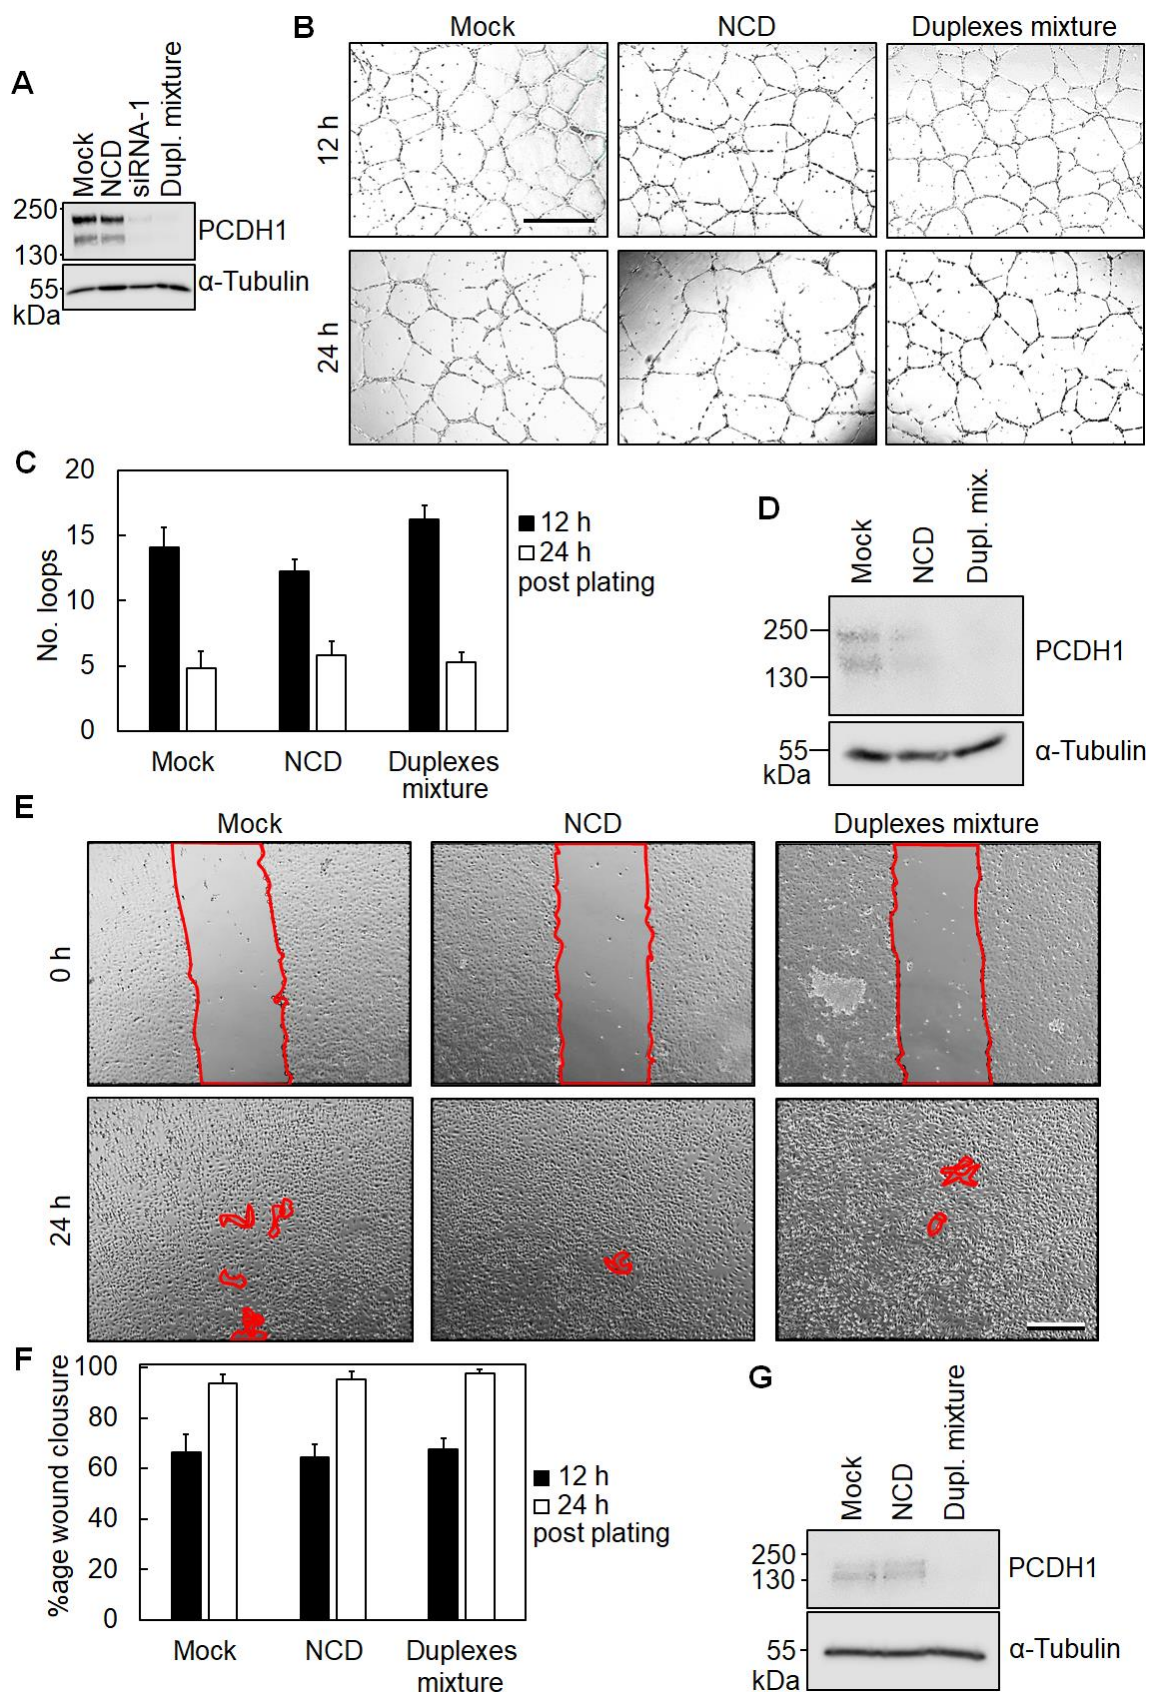 A
Mock
NCD
siRNA-1
Dupl. mixture
250
130
PCDH1
55
α-Tubulin
kDa
B
Mock
NCD
Duplexes mixture
12 h
24 h
C
20
15
10
5
0
No. loops
12 h
24 h
post plating
Mock
NCD
Duplexes
mixture
D
Mock
NCD
Dupl. mix.
250
130
PCDH1
55
kDa
α-Tubulin
E
Mock
NCD
Duplexes mixture
0 h
24 h
F
100
80
60
40
20
0
%age wound clousure
12 h
24 h
post plating
Mock
NCD
Duplexes
mixture
G
Mock
NCD
Dupl. mixture
250
130
PCDH1
55
kDa
α-Tubulin